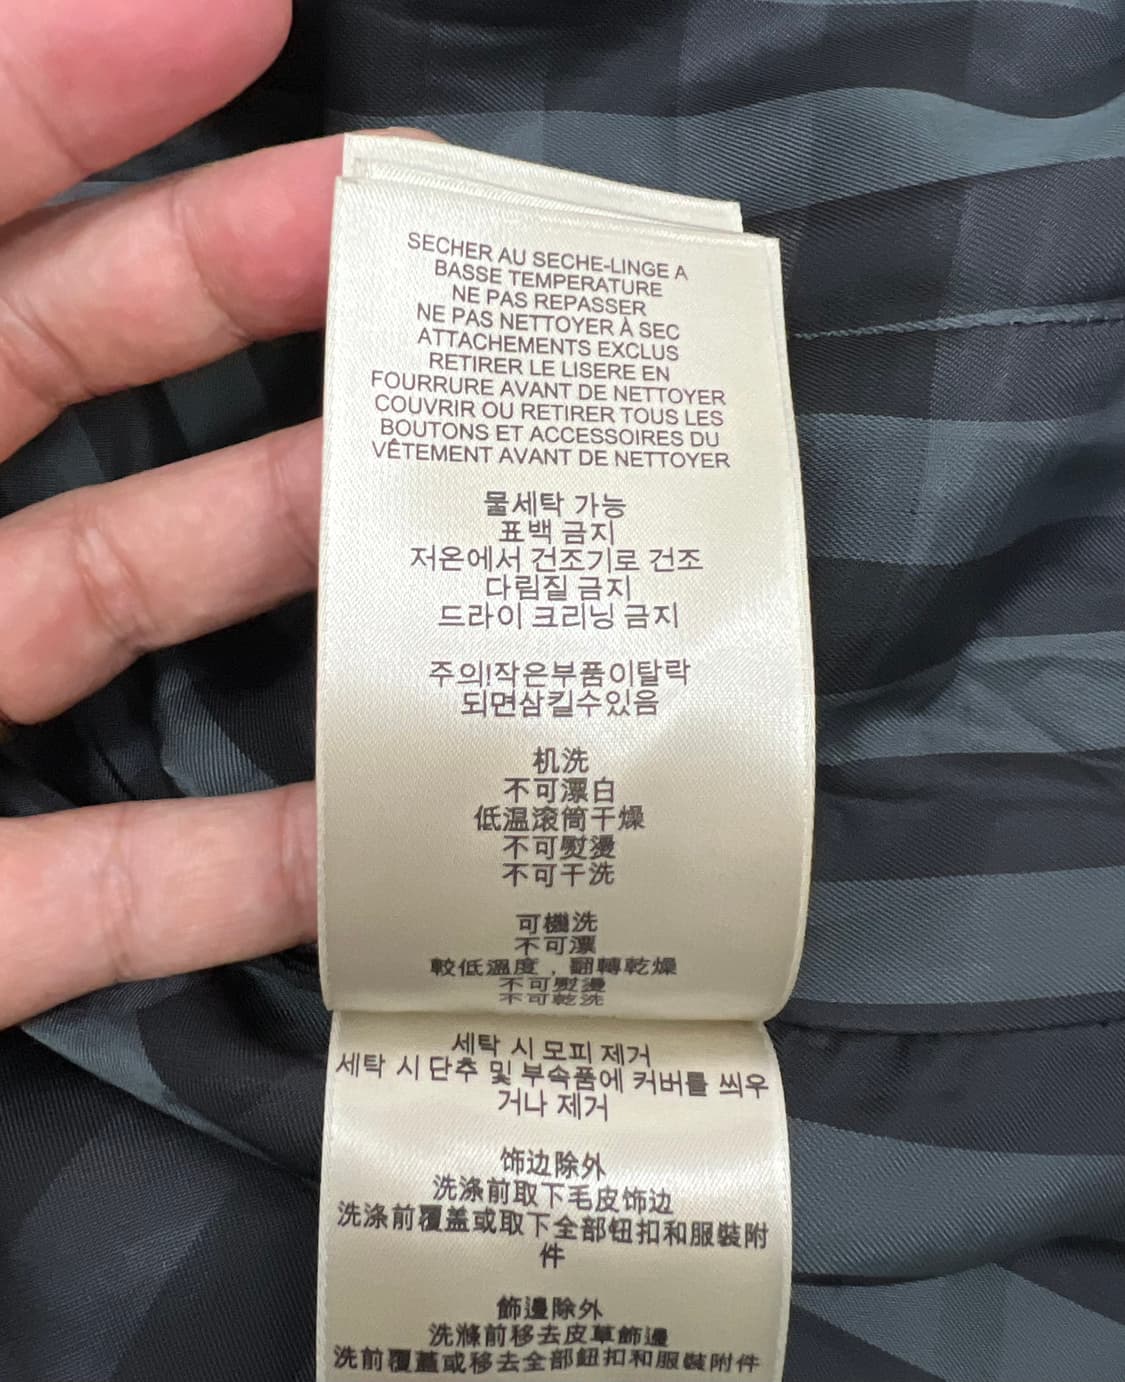 SECHER AU SECHE-LINGE A
BASSE TEMPERATURE
NE PAS REPASSER
NE PAS NETTOYER À SEC
ATTACHEMENTS EXCLUS
RETIRER LE LISERE EN
FOURRURE AVANT DE NETTOYER
COUVRIR OU RETIRER TOUS LES
BOUTONS ET ACCESSOIRES DU
VÊTEMENT AVANT DE NETTOYER
물세탁 가능
표백 금지
저온에서 건조기로 건조
다림질 금지
드라이 크리닝 금지
주의!작은부품이탈락
되면삼킬수있음
机洗
不可漂白
低温滚筒干燥
不可熨燙
不可干洗
可機洗
不可漂
較低溫度，翻轉乾燥
不可熨燙
不可乾洗
세탁 시 모피 제거
세탁 시 단추 및 부속품에 커버를 씌우
거나 제거
饰边除外
洗涤前取下毛皮饰边
洗涤前覆盖或取下全部钮扣和服裝附
件
飾邊除外
洗滌前移去皮草飾邊
洗前覆蓋或移去全部鈕扣和服裝附件